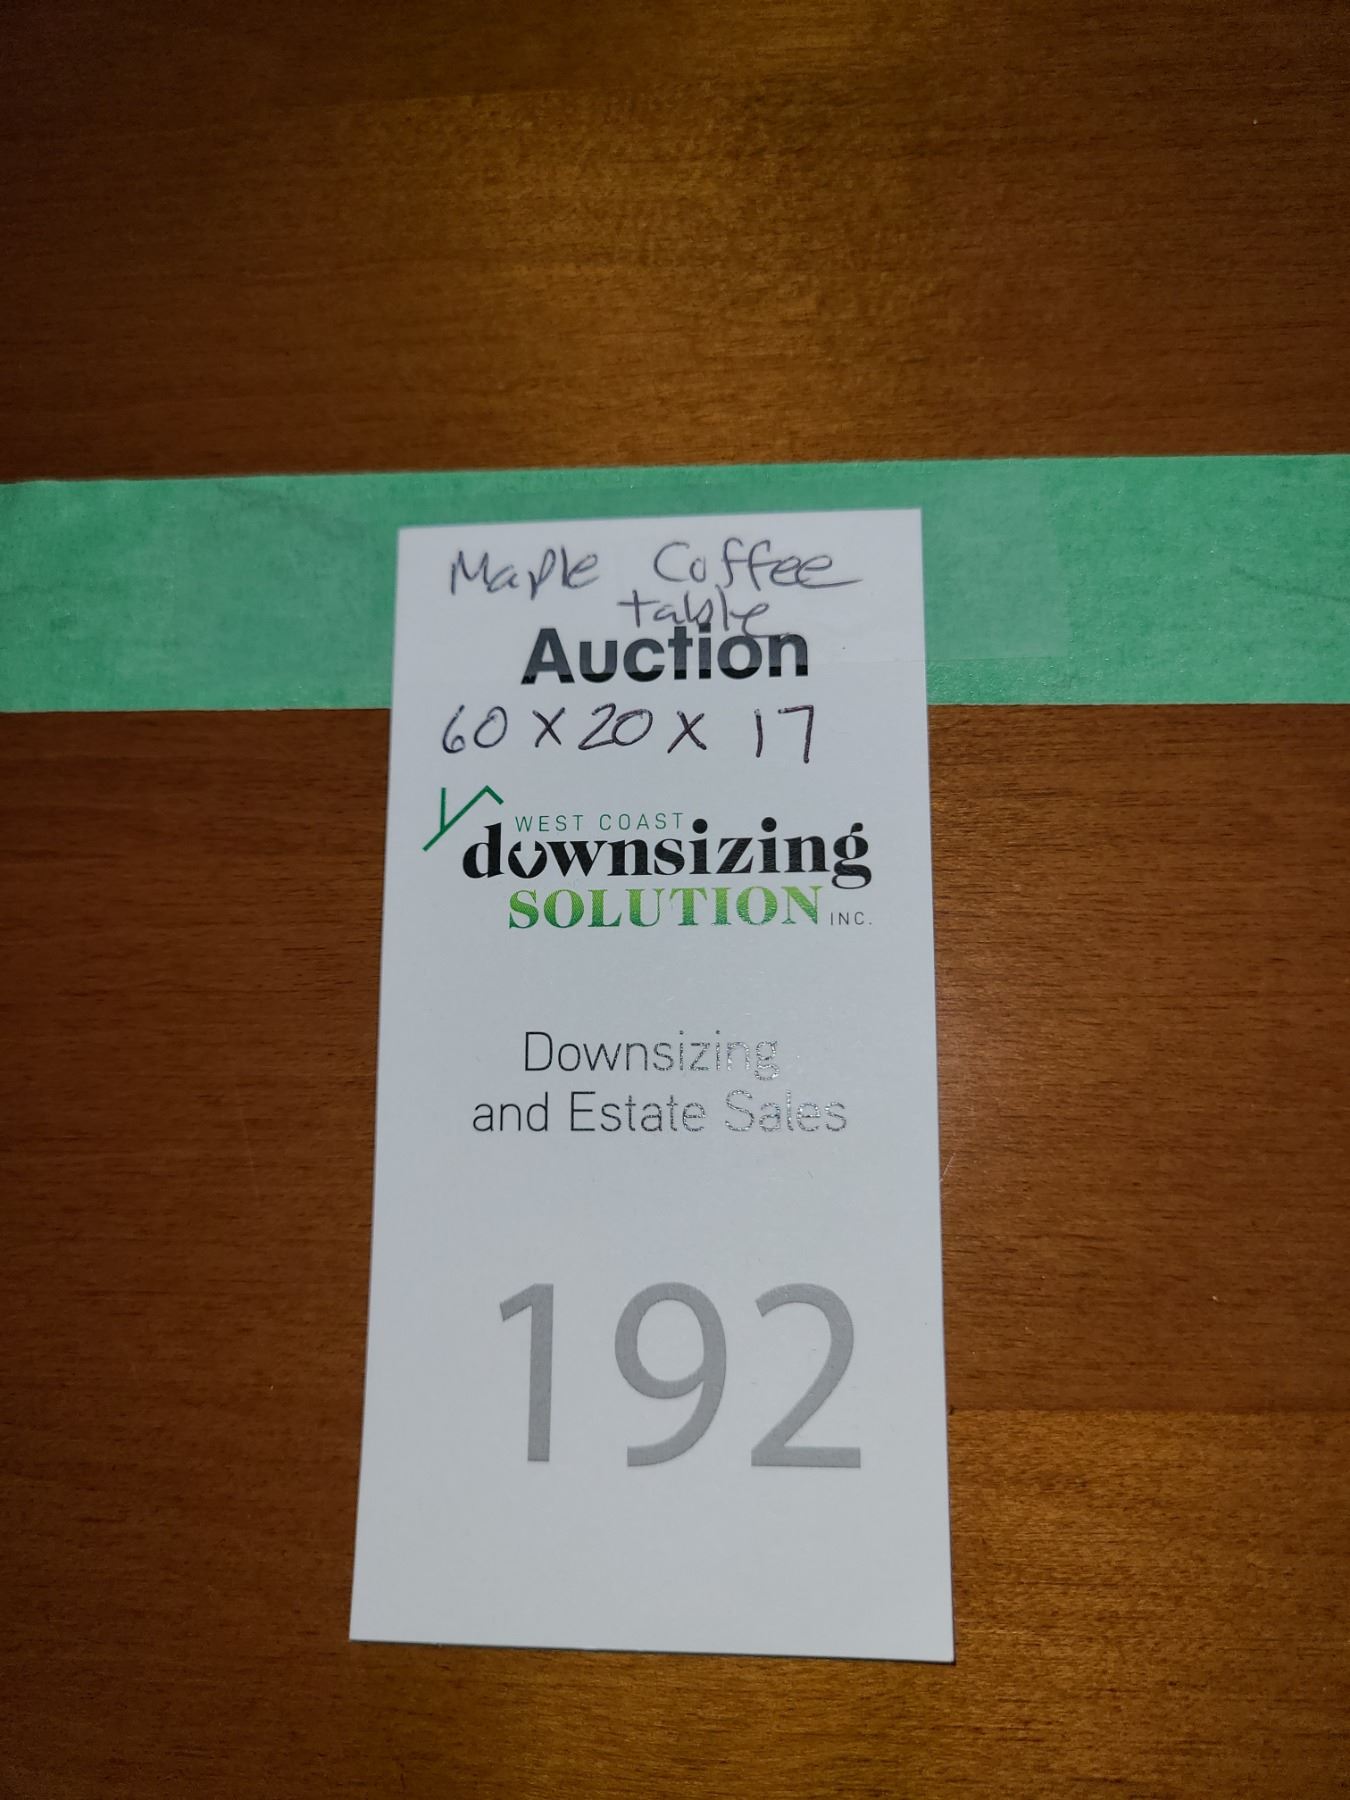 Maple Coffee
table
Auction
60 x 20 x 17
WEST COAST
downsizing
SOLUTION INC.
Downsizing
and Estate Sales
192